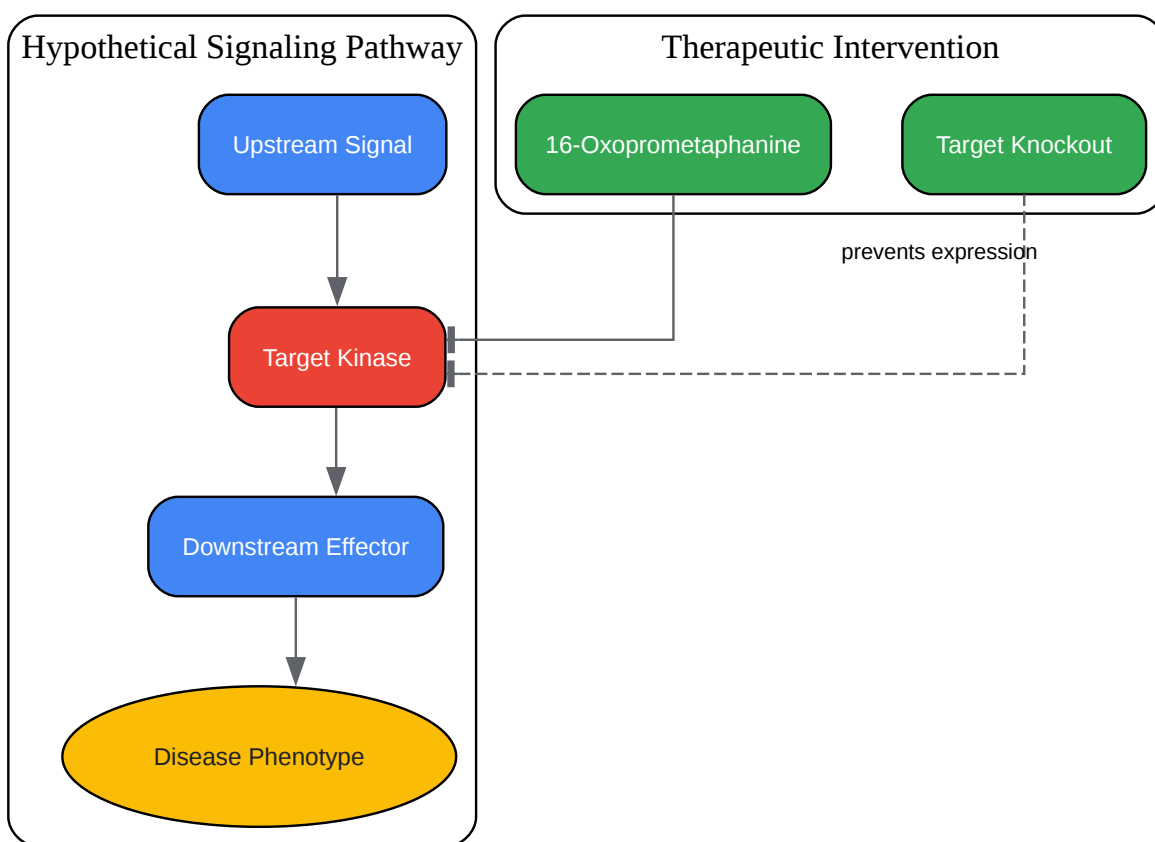 Hypothetical Signaling Pathway
Therapeutic Intervention
Upstream Signal
16-Oxoprometaphanine
Target Knockout
prevents expression
Target Kinase
Downstream Effector
Disease Phenotype